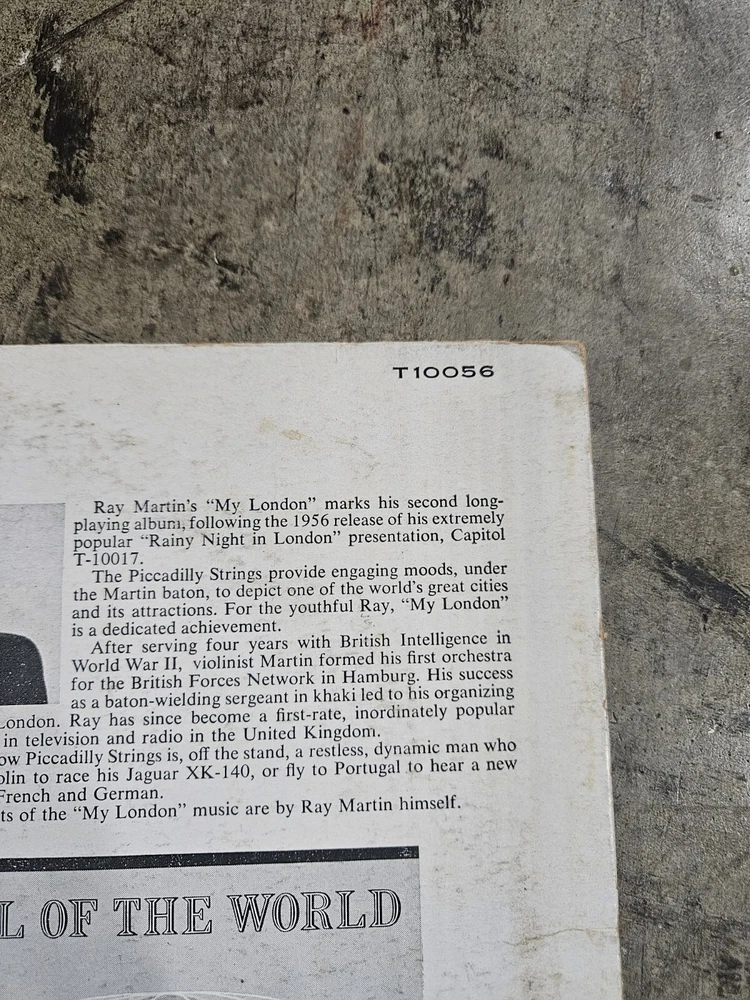 T10056
Ray Martin's "My London" marks his second long-
playing album, following the 1956 release of his extremely
popular "Rainy Night in London" presentation, Capitol
T-10017.
The Piccadilly Strings provide engaging moods, under
the Martin baton, to depict one of the world's great cities
and its attractions. For the youthful Ray, "My London"
is a dedicated achievement.
After serving four years with British Intelligence in
World War II, violinist Martin formed his first orchestra
for the British Forces Network in Hamburg. His success
as a baton-wielding sergeant in khaki led to his organizing
London. Ray has since become a first-rate, inordinately popular
in television and radio in the United Kingdom.
ow Piccadilly Strings is, off the stand, a restless, dynamic man who
olin to race his Jaguar XK-140, or fly to Portugal to hear a new
French and German.
ts of the "My London" music are by Ray Martin himself.
L OF THE WORLD